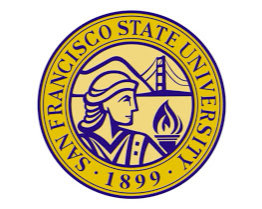 SAN FRANCISCO STATE UNIVERSITY
· 1899 ·